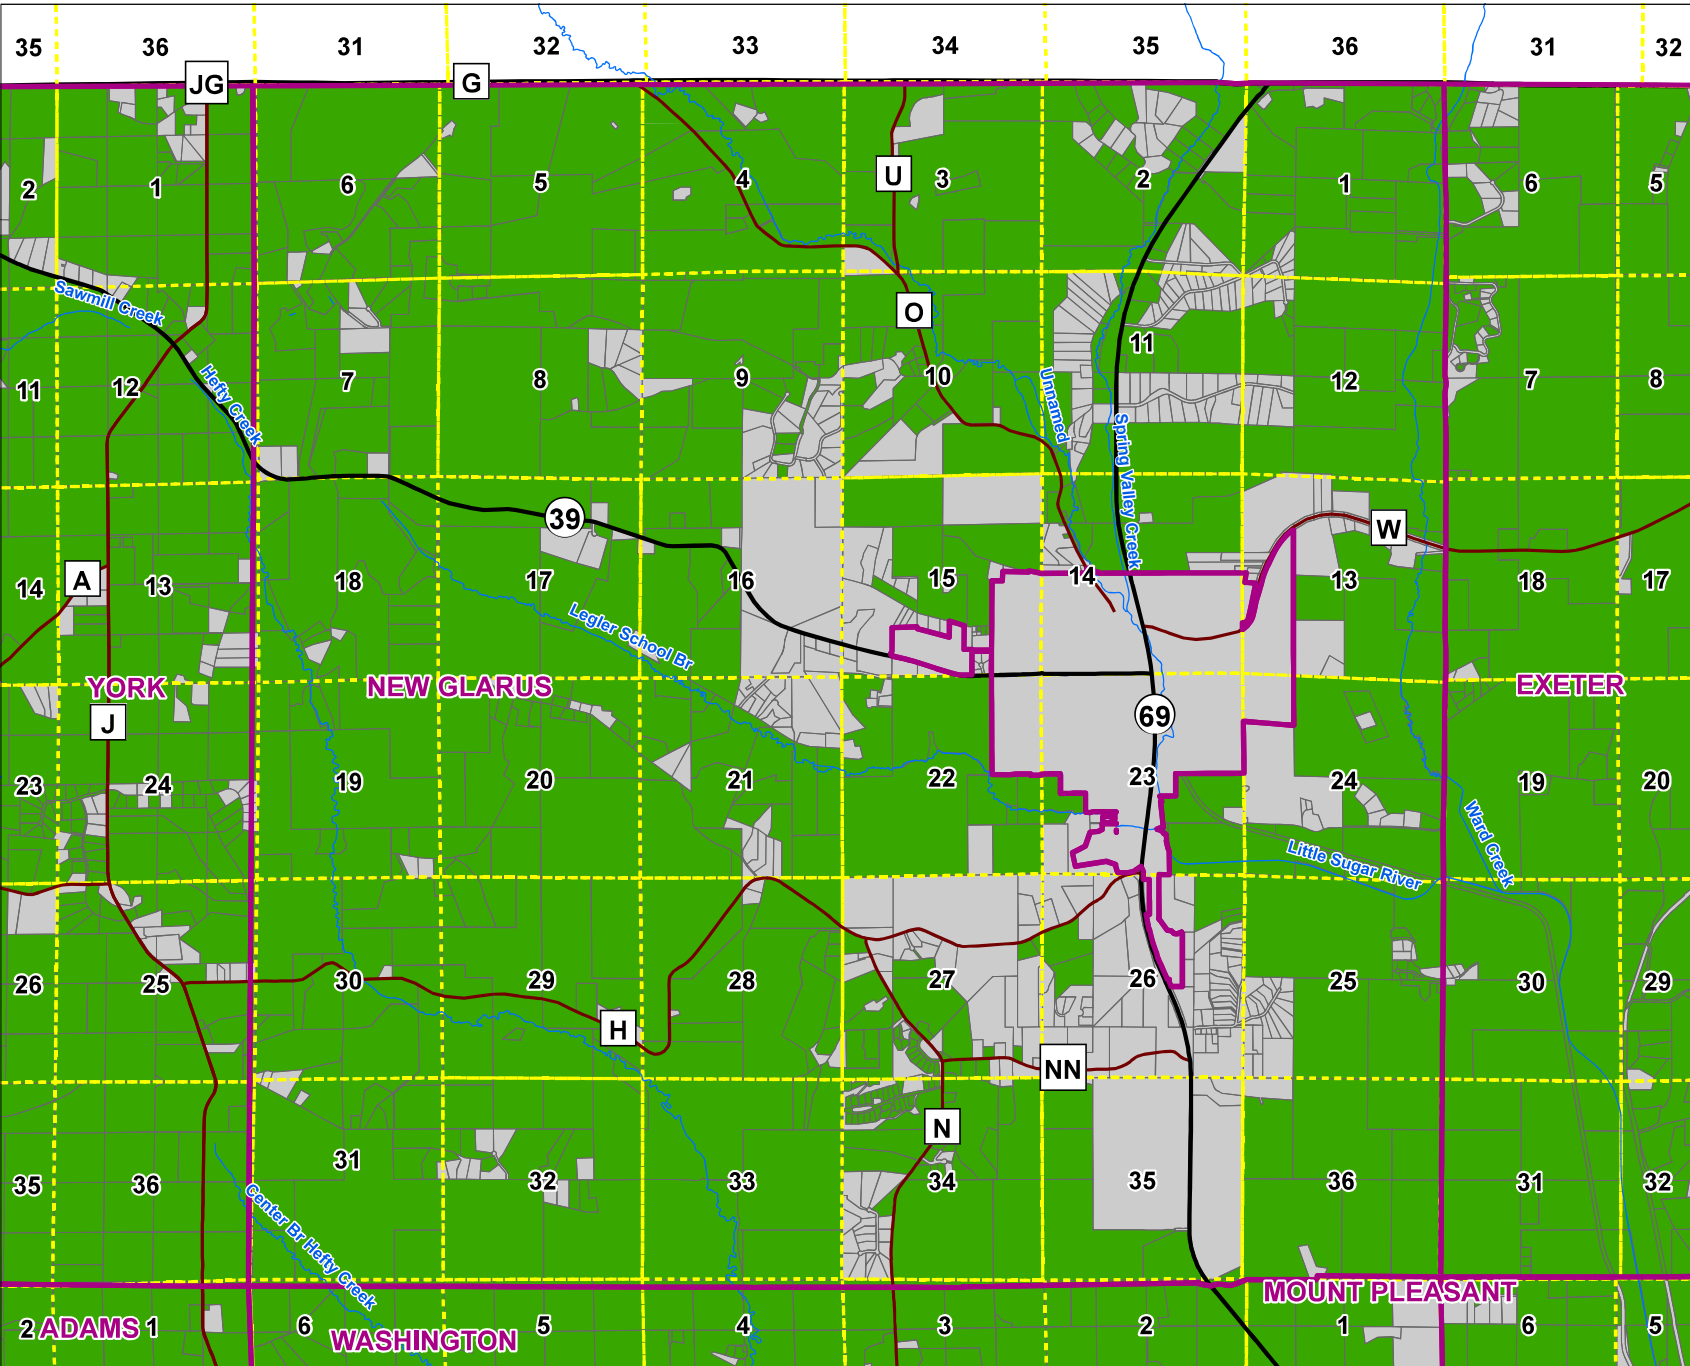 35 36 31 32 33 34 35 36 31 32
JG G
2 1 6 5 4 U 3 2 1 6 5
Sawmill Creek
O
11 12 Hefty Creek 7 8 9 10 Unnamed 11 12 7 8
Spring Valley Creek
39 W
14 A 13 18 17 16 15 14 13 18 17
Legler School Br
YORK NEW GLARUS EXETER
J 69
23 24 19 20 21 22 23 24 19 20
Ward Creek
Little Sugar River
26 25 30 29 28 27 26 25 30 29
H
NN
N
35 36 31 32 33 34 35 36 31 32
Center Br Hefty Creek
MOUNT PLEASANT
2 ADAMS 1 6 WASHINGTON 5 4 3 2 1 6 5